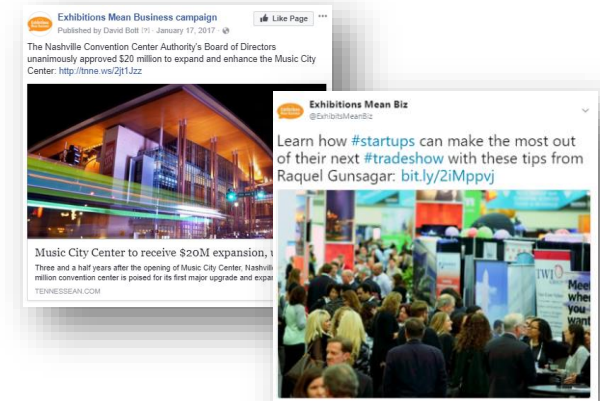 Exhibitions Mean Business campaign
Like Page
Published by David Bott [?] · January 17, 2017 ·
The Nashville Convention Center Authority's Board of Directors
unanimously approved $20 million to expand and enhance the Music City
Center: http://tnne.ws/2jt1Jzz
Music City Center to receive $20M expansion,
Three and a half years after the opening of Music City Center, Nashvill
million convention center is poised for its first major upgrade and expa
TENNESSEAN.COM
Exhibitions Mean Biz
@ExhibitsMeanBiz
Learn how #startups can make the most out
of their next #tradeshow with these tips from
Raquel Gunsagar: bit.ly/2iMppvj
TWI
Meet
whe
you
want